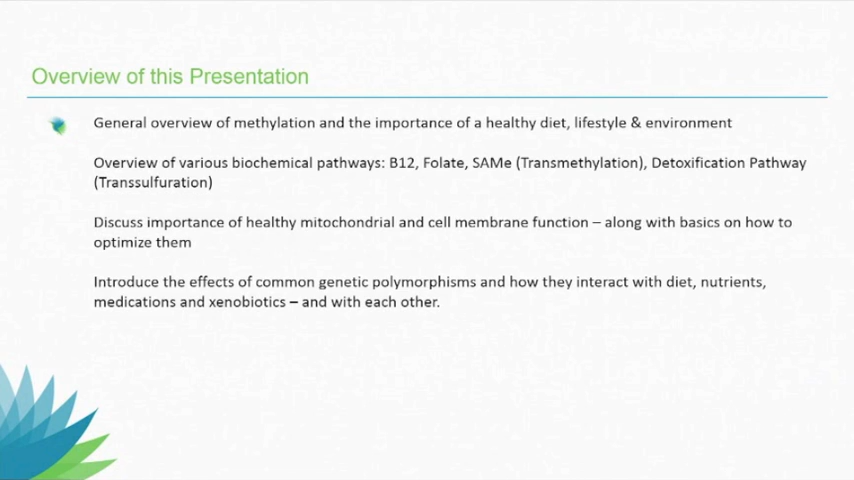 Overview of this Presentation
General overview of methylation and the importance of a healthy diet, lifestyle & environment
Overview of various biochemical pathways: B12, Folate, SAMe (Transmethylation), Detoxification Pathway
(Transsulfuration)
Discuss importance of healthy mitochondrial and cell membrane function – along with basics on how to
optimize them
Introduce the effects of common genetic polymorphisms and how they interact with diet, nutrients,
medications and xenobiotics – and with each other.